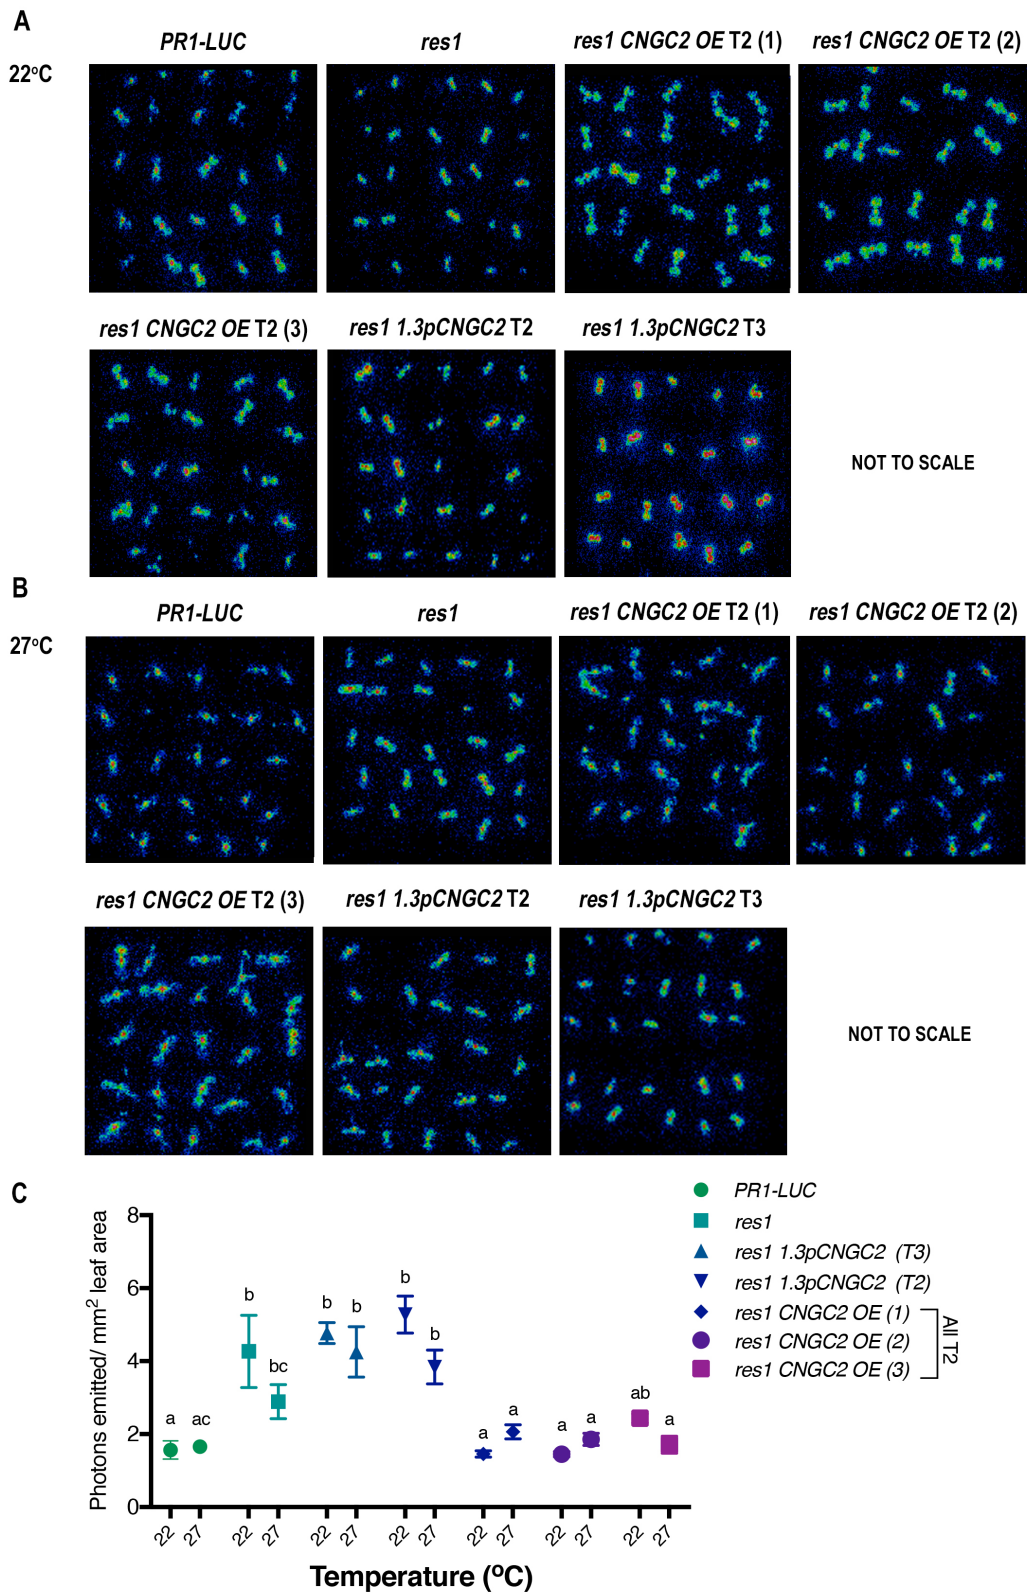 A
PR1-LUC
res1
res1 CNGC2 OE T2 (1)
res1 CNGC2 OE T2 (2)
22°C
res1 CNGC2 OE T2 (3)
res1 1.3pCNGC2 T2
res1 1.3pCNGC2 T3
NOT TO SCALE
B
PR1-LUC
res1
res1 CNGC2 OE T2 (1)
res1 CNGC2 OE T2 (2)
27°C
res1 CNGC2 OE T2 (3)
res1 1.3pCNGC2 T2
res1 1.3pCNGC2 T3
NOT TO SCALE
C
Photons emitted/ mm² leaf area
8
6
4
2
0
a
ac
b
bc
b
b
b
b
a
a
a
a
ab
a
22
27
22
27
22
27
22
27
22
27
22
27
22
27
Temperature (°C)
PR1-LUC
res1
res1 1.3pCNGC2 (T3)
res1 1.3pCNGC2 (T2)
res1 CNGC2 OE (1)
res1 CNGC2 OE (2)
res1 CNGC2 OE (3)
All T2